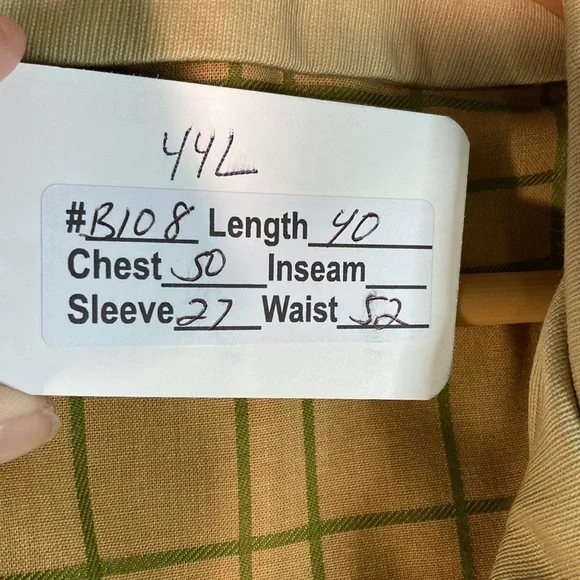 44L
#B108 Length 40
Chest 50 Inseam
Sleeve 27 Waist 52